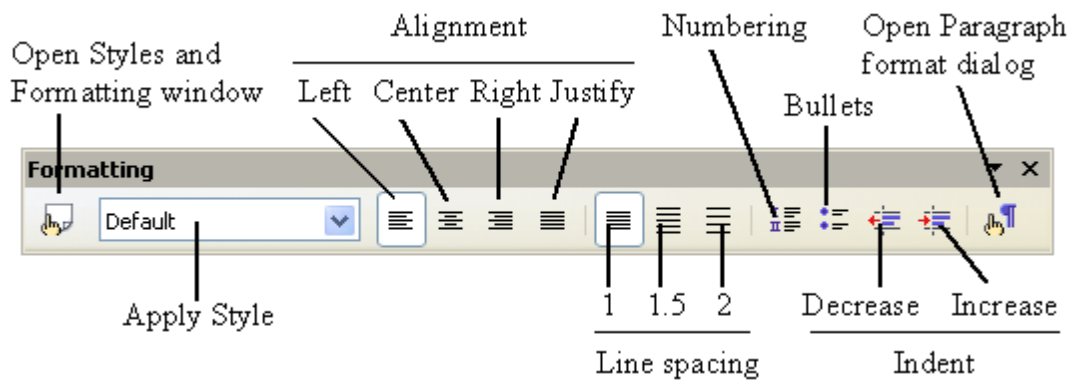 Alignment
Numbering
Open Paragraph
format dialog
Open Styles and
Formatting window
Left Center Right Justify
Bullets
Formatting
Default
Apply Style
1 1.5 2
Line spacing
Decrease Increase
Indent